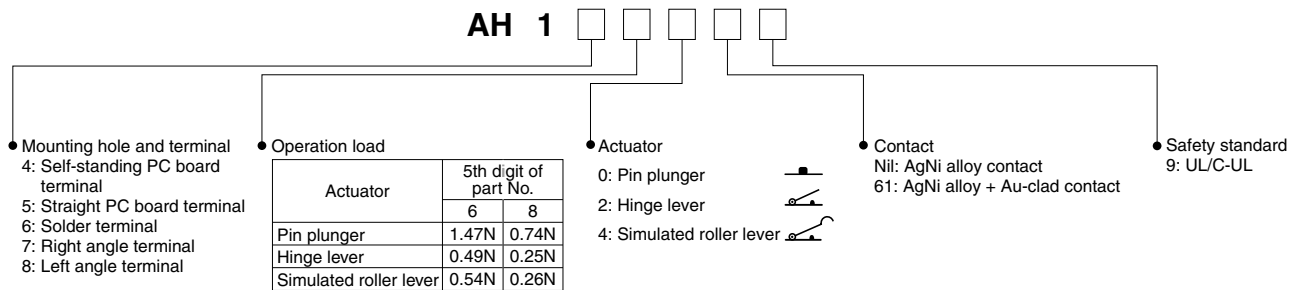 AH 1
Mounting hole and terminal
4: Self-standing PC board
terminal
5: Straight PC board terminal
6: Solder terminal
7: Right angle terminal
8: Left angle terminal
Operation load
Actuator
5th digit of
part No.
6 8
Pin plunger 1.47N 0.74N
Hinge lever 0.49N 0.25N
Simulated roller lever 0.54N 0.26N
Actuator
0: Pin plunger
2: Hinge lever
4: Simulated roller lever
Contact
Nil: AgNi alloy contact
61: AgNi alloy + Au-clad contact
Safety standard
9: UL/C-UL